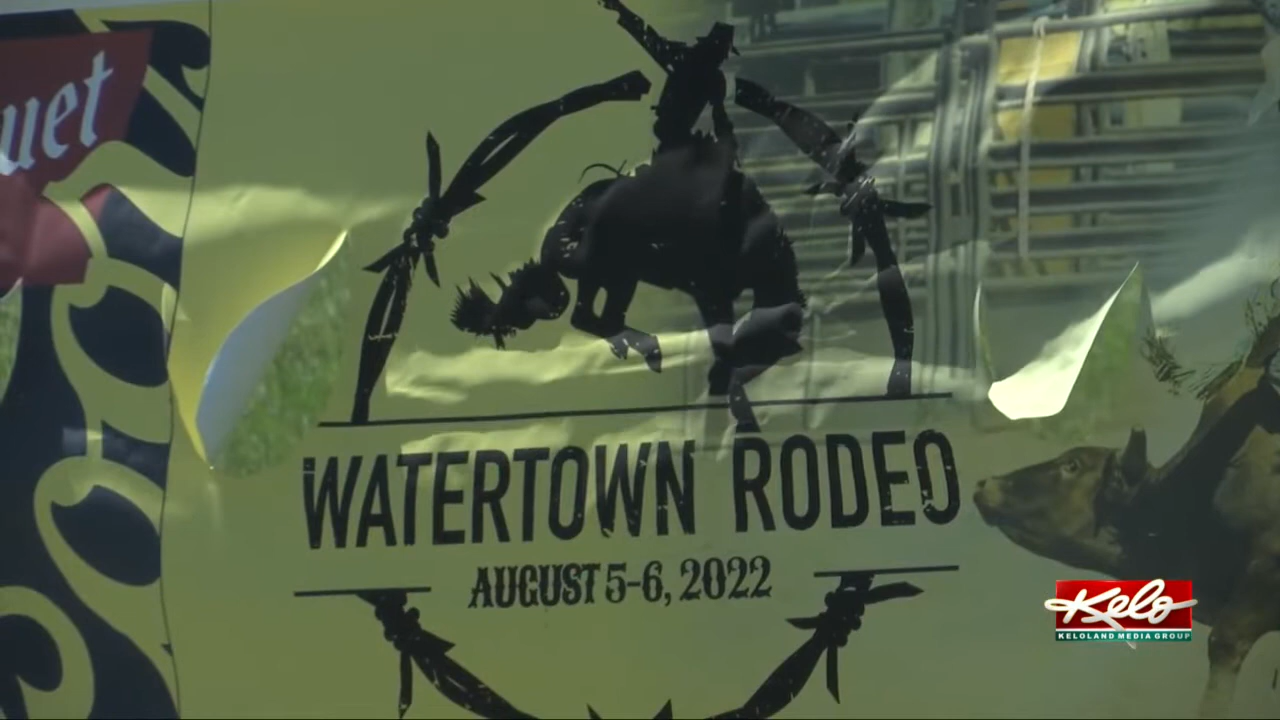 uet
WATERTOWN RODEO
AUGUST 5-6, 2022
Kelo
KELOLAND MEDIA GROUP